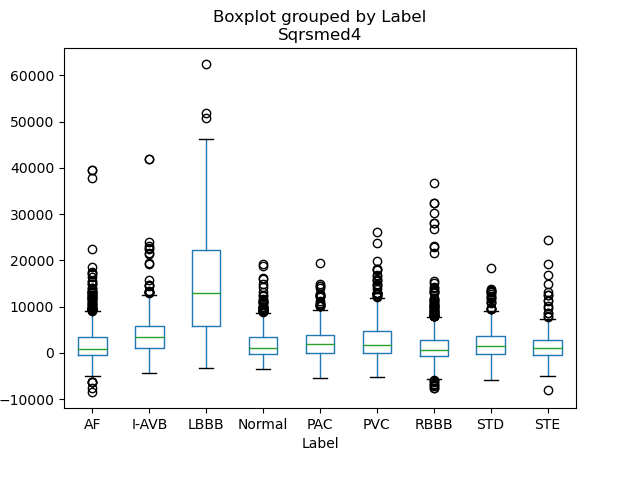 Boxplot grouped by Label
Sqrsmed4
60000
50000
40000
30000
20000
10000
0
−10000
AF I-AVB LBBB Normal PAC PVC RBBB STD STE
Label